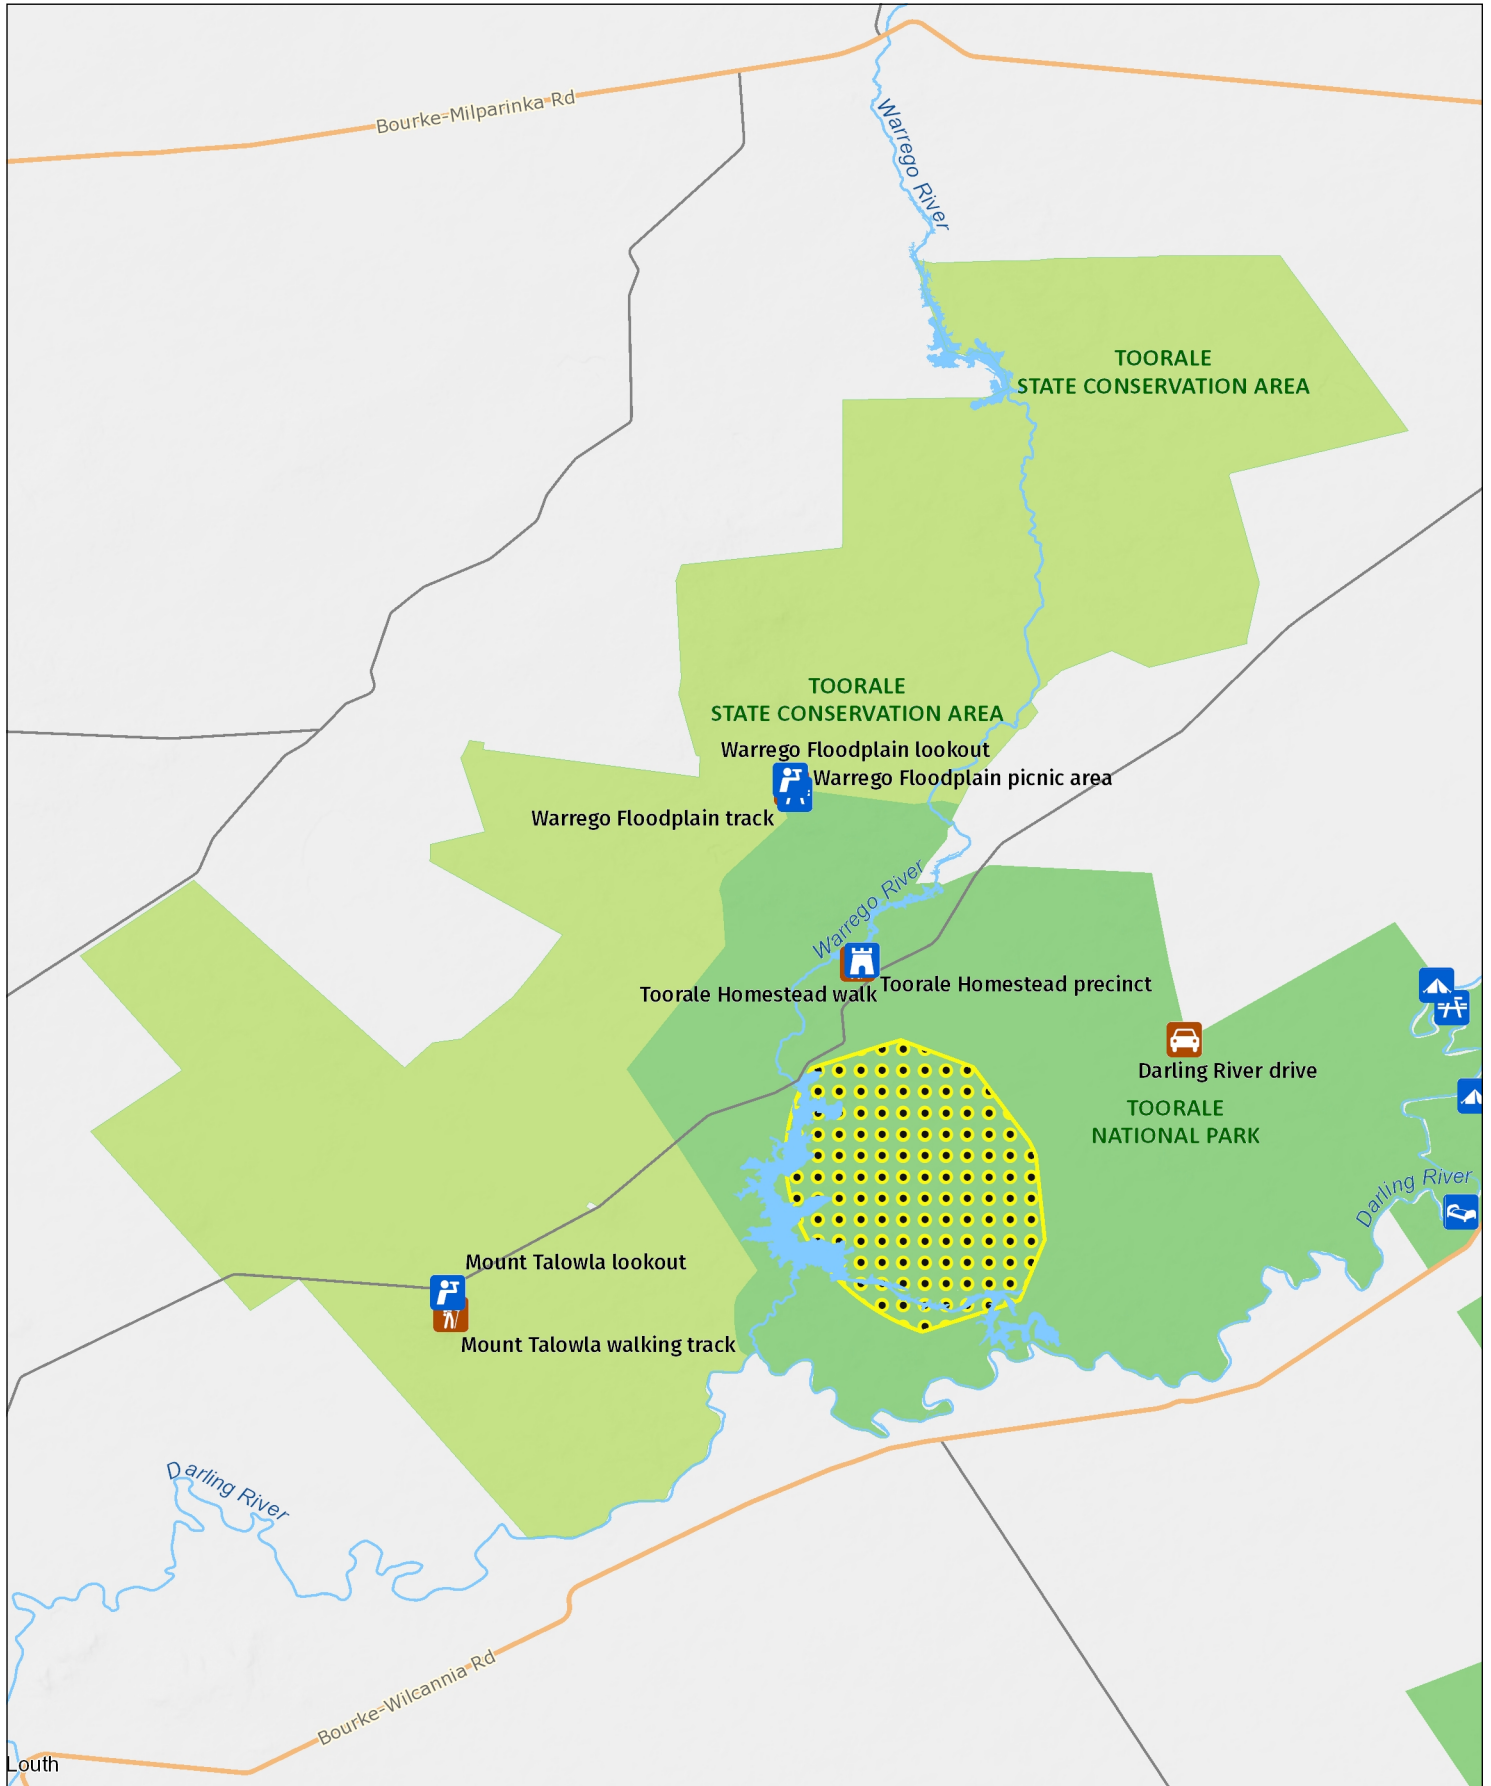 Bourke-Milparinka Rd
Warrego River
TOORALE
STATE CONSERVATION AREA
TOORALE
STATE CONSERVATION AREA
Warrego Floodplain lookout
Warrego Floodplain picnic area
Warrego Floodplain track
Warrego River
Toorale Homestead precinct
Toorale Homestead walk
Darling River drive
TOORALE
NATIONAL PARK
Darling River
Mount Talowla lookout
Mount Talowla walking track
Darling River
Bourke-Wilcannia Rd
Louth